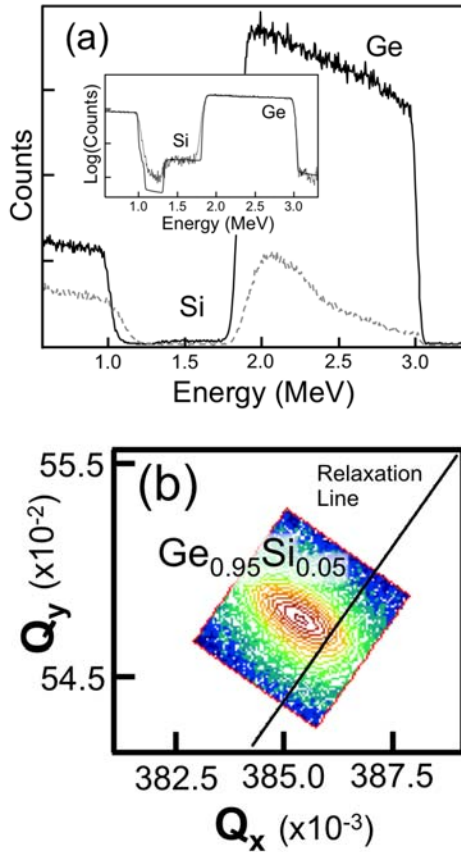 (a)
Ge
Si
Counts
Log(Counts)
Si
Ge
1.0 1.5 2.0 2.5 3.0
Energy (MeV)
1.0 1.5 2.0 2.5 3.0
Energy (MeV)
(b)
Relaxation
Line
Ge0.95Si0.05
55.5
54.5
Qy (x10-2)
382.5 385.0 387.5
Qx (x10-3)